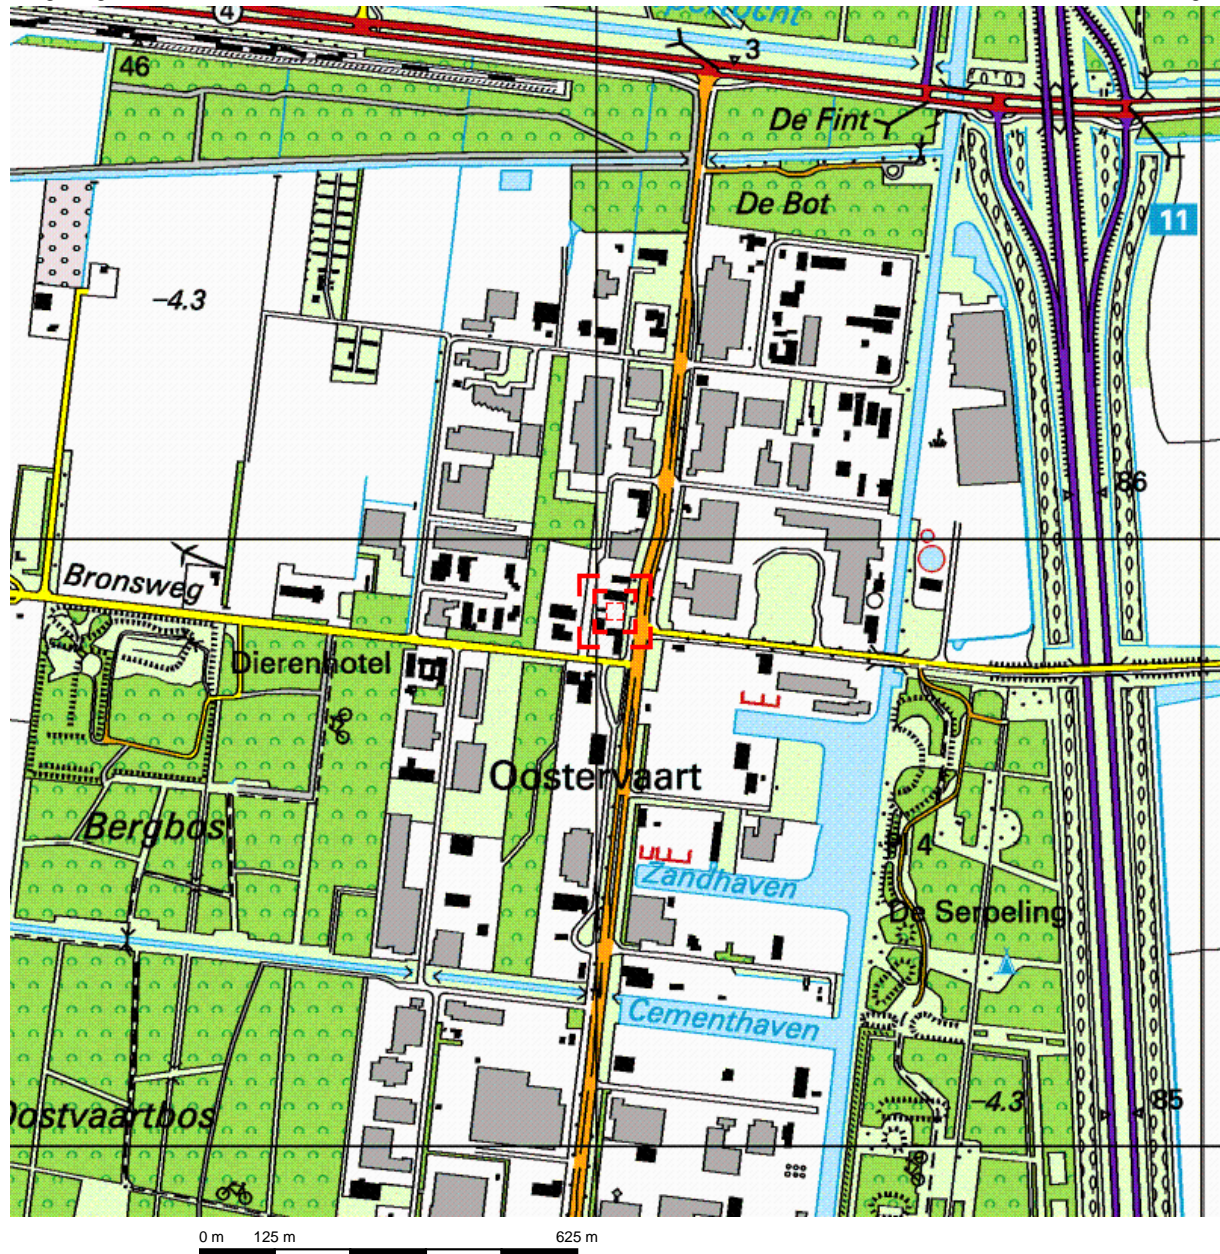 4
3
46
De Fint
De Bot
11
–4.3
86
Bronsweg
Dierenhotel
Oostervaart
Bergbos
14
Zandhaven
De Serpeling
Cementhaven
–4.3
85
Oostvaartbos
0 m 125 m 625 m